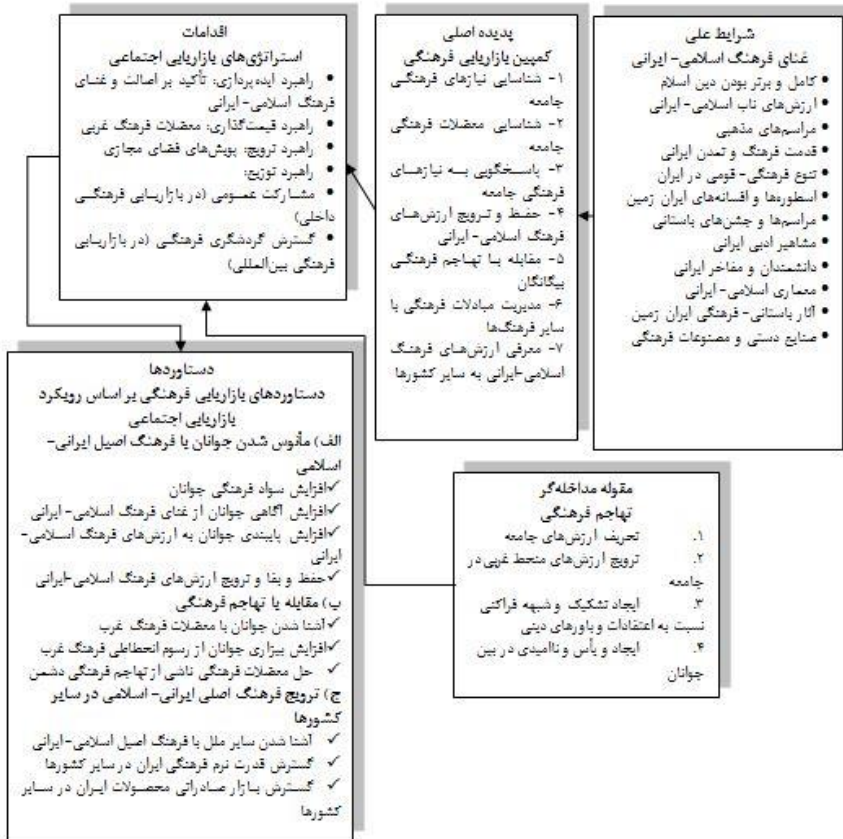 شرایط علی
غنای فرهنگ اسلامی- ایرانی
● کامل و برتر بودن دین اسلام
● ارزش‌های ناب اسلامی- ایرانی
● مراسم‌های مذهبی
● قدمت فرهنگ و تمدن ایرانی
● تنوع فرهنگی- قومی در ایران
● اسطوره‌ها و افسانه‌های ایران زمین
● مراسم‌ها و جشن‌های باستانی
● مشاهیر ادبی ایرانی
● دانشمندان و مفاخر ایرانی
● معماری اسلامی- ایرانی
● آثار باستانی- فرهنگی ایران زمین
● صنایع دستی و مصنوعات فرهنگی
پدیده اصلی
کمپین بازاریابی فرهنگی
۱- شناسایی نیازهای فرهنگی
جامعه
۲- شناسایی معضلات فرهنگی
جامعه
۳- پاسخگویی به نیازهای
فرهنگی جامعه
۴- حفظ و ترویج ارزش‌های
فرهنگ اسلامی- ایرانی
۵- مقابله با تهاجم فرهنگی
بیگانگان
۶- مدیریت مبادلات فرهنگی با
سایر فرهنگ‌ها
۷- معرفی ارزش‌های فرهنگ
اسلامی-ایرانی به سایر کشورها
اقدامات
استراتژی‌های بازاریابی اجتماعی
● راهبرد ایده‌پردازی: تأکید بر اصالت و غنای
فرهنگ اسلامی- ایرانی
● راهبرد قیمت‌گذاری: معضلات فرهنگ غربی
● راهبرد ترویج: پویش‌های فضای مجازی
● راهبرد توزیع:
● مشارکت عمومی (در بازاریابی فرهنگی
داخلی)
● گسترش گردشگری فرهنگی (در بازاریابی
فرهنگی بین‌المللی)
مقوله مداخله‌گر
تهاجم فرهنگی
۱. تحریف ارزش‌های جامعه
۲. ترویج ارزش‌های منحط غربی در
جامعه
۳. ایجاد تشکیک و شبهه فراکنی
نسبت به اعتقادات و باورهای دینی
۴. ایجاد و یأس و ناامیدی در بین
جوانان
دستاوردها
دستاوردهای بازاریابی فرهنگی بر اساس رویکرد
بازاریابی اجتماعی
الف) مأنوس شدن جوانان با فرهنگ اصیل ایرانی-
اسلامی
✓افزایش سواد فرهنگی جوانان
✓افزایش آگاهی جوانان از غنای فرهنگ اسلامی- ایرانی
✓افزایش پایبندی جوانان به ارزش‌های فرهنگ اسلامی-
ایرانی
✓حفظ و بقا و ترویج ارزش‌های فرهنگ اسلامی-ایرانی
ب) مقابله با تهاجم فرهنگی
✓آشنا شدن جوانان با معضلات فرهنگ غرب
✓افزایش بیزاری جوانان از رسوم انحطاطی فرهنگ غرب
✓ حل معضلات فرهنگی ناشی از تهاجم فرهنگی دشمن
ج) ترویج فرهنگ اصلی ایرانی- اسلامی در سایر
کشورها
✓ آشنا شدن سایر ملل با فرهنگ اصیل اسلامی-ایرانی
✓ گسترش قدرت نرم فرهنگی ایران در سایر کشورها
✓ گسترش بازار صادراتی محصولات ایران در سایر
کشورها